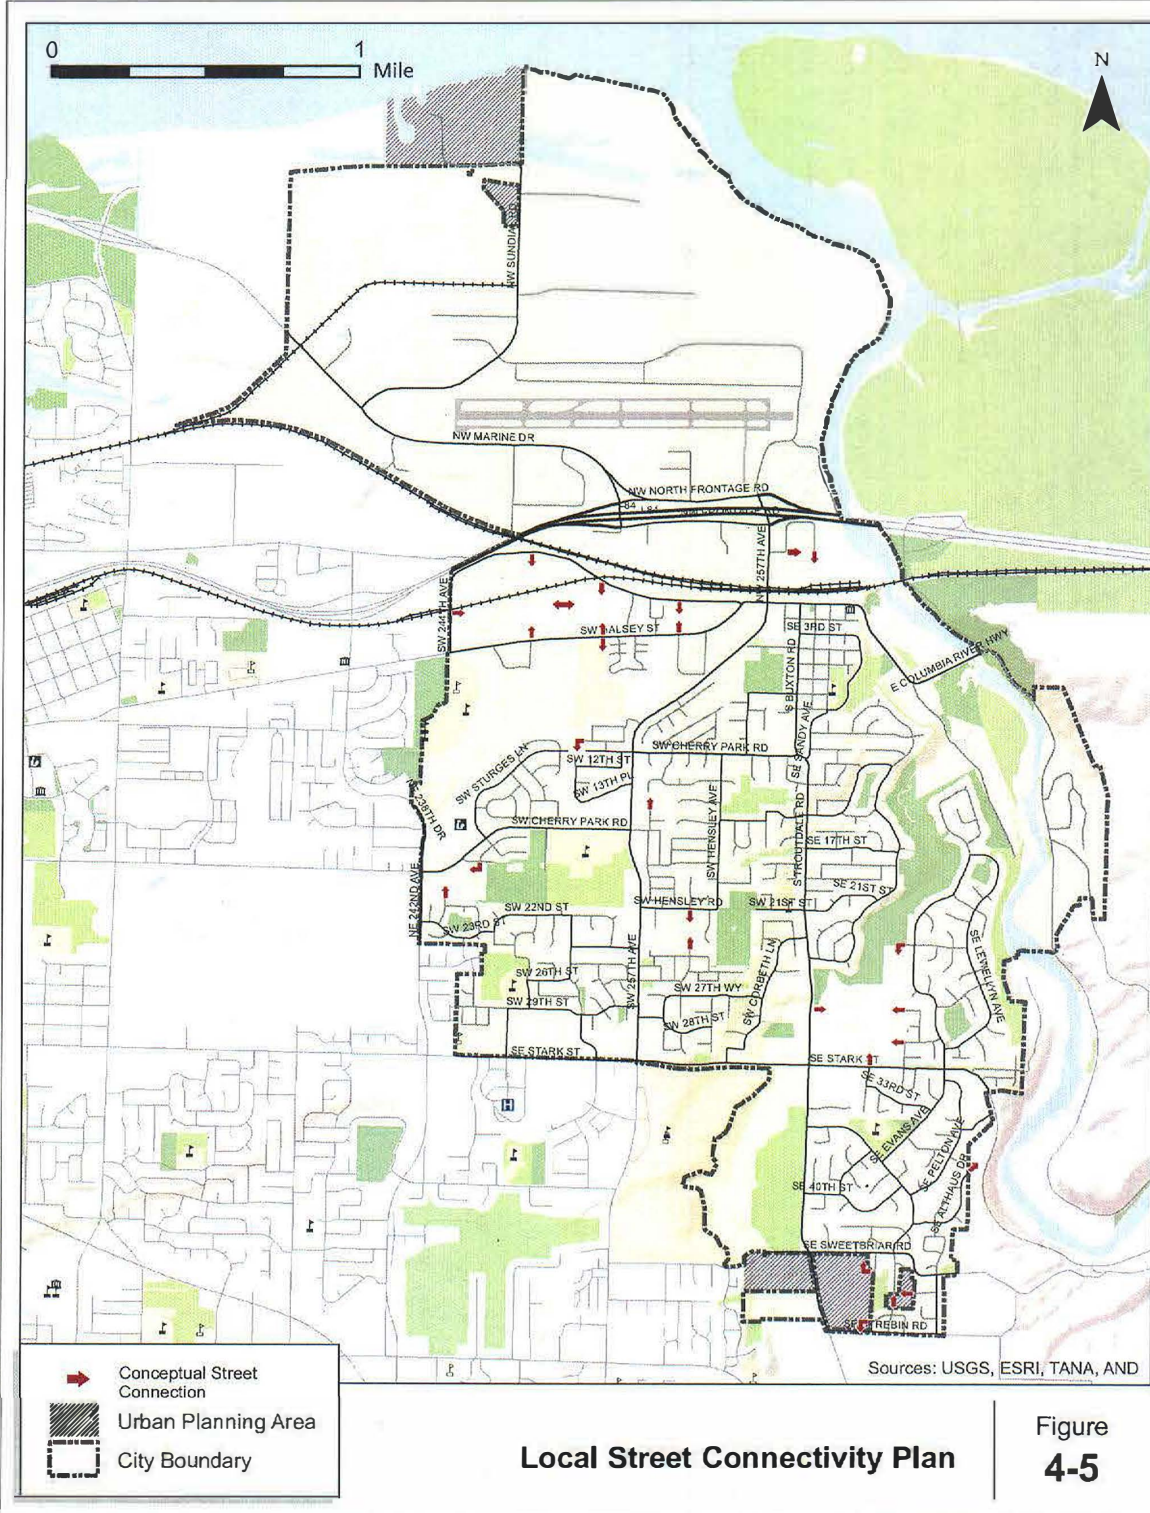 0 1
Mile
N
NW SUNDIAL RD
NW MARINE DR
NW NORTH FRONTAGE RD
I-84
I-84
NW 257TH AVE
SW 244TH AVE
SW HALSEY ST
SE 3RD ST
E COLUMBIA RIVER HWY
S BUXTON RD
SE SANDY AVE
SW CHERRY PARK RD
SW 12TH ST
SW STURGES LN
SW 13TH PL
238TH DR
SW CHERRY PARK RD
SW HENSLEY AVE
S TROUTDALE RD
SE 17TH ST
SE 21ST ST
SW HENSLEY RD
SW 21ST ST
NE 242ND AVE
SW 22ND ST
SW 23RD ST
SE LEWELLYN AVE
SW 257TH AVE
SW CORBETH LN
SW 26TH ST
SW 27TH WY
SW 29TH ST
SW 28TH ST
SE STARK ST
SE STARK ST
SE 33RD ST
H
SE EVANS AVE
SE PELTON AVE
SE 40TH ST
SE ALTHAUS DR
SE SWEETBRIAR RD
STREBIN RD
Sources: USGS, ESRI, TANA, AND
Conceptual Street
Connection
Urban Planning Area
City Boundary
Local Street Connectivity Plan
Figure
4-5